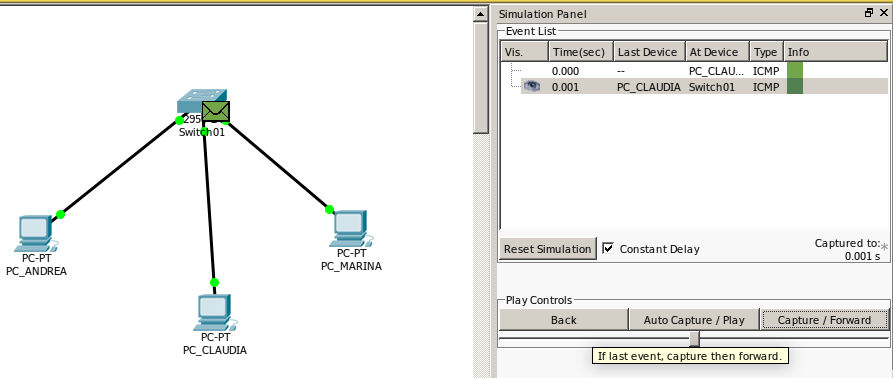 Simulation Panel
Event List
Vis. Time(sec) Last Device At Device Type Info
0.000 -- PC_CLAU... ICMP
0.001 PC_CLAUDIA Switch01 ICMP
Reset Simulation Constant Delay Captured to: *
0.001 s
Play Controls
Back Auto Capture / Play Capture / Forward
If last event, capture then forward.
Switch01
PC-PT
PC_ANDREA
PC-PT
PC_MARINA
PC-PT
PC_CLAUDIA